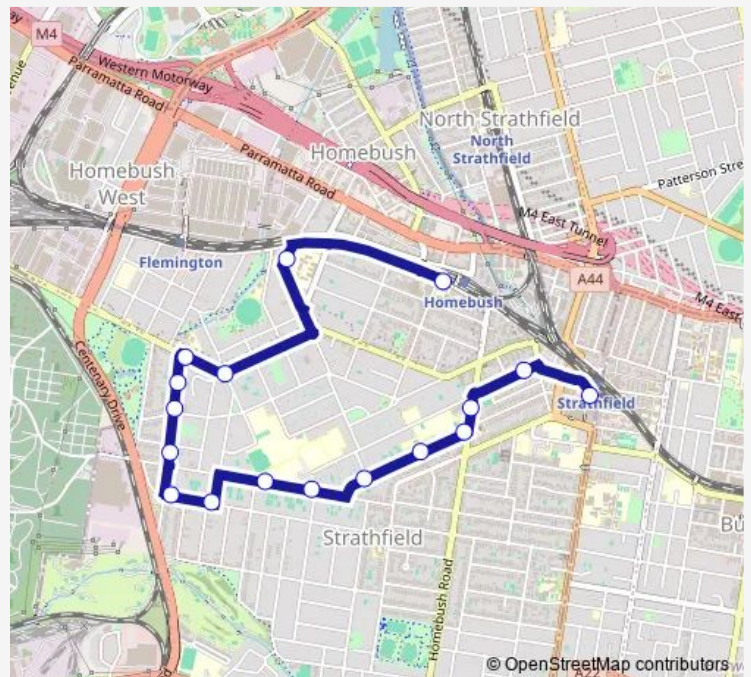 M4
Western Motorway
Parramatta Road
North Strathfield
North
Strathfield
Homebush
Parramatta Road
Homebush
West
Patterson Stre
M4 East Tunnel
Flemington
A44
Homebush
M4 East
Centenary Drive
Strathfield
Strathfield
Homebush Road
© OpenStreetMap contributors
A22